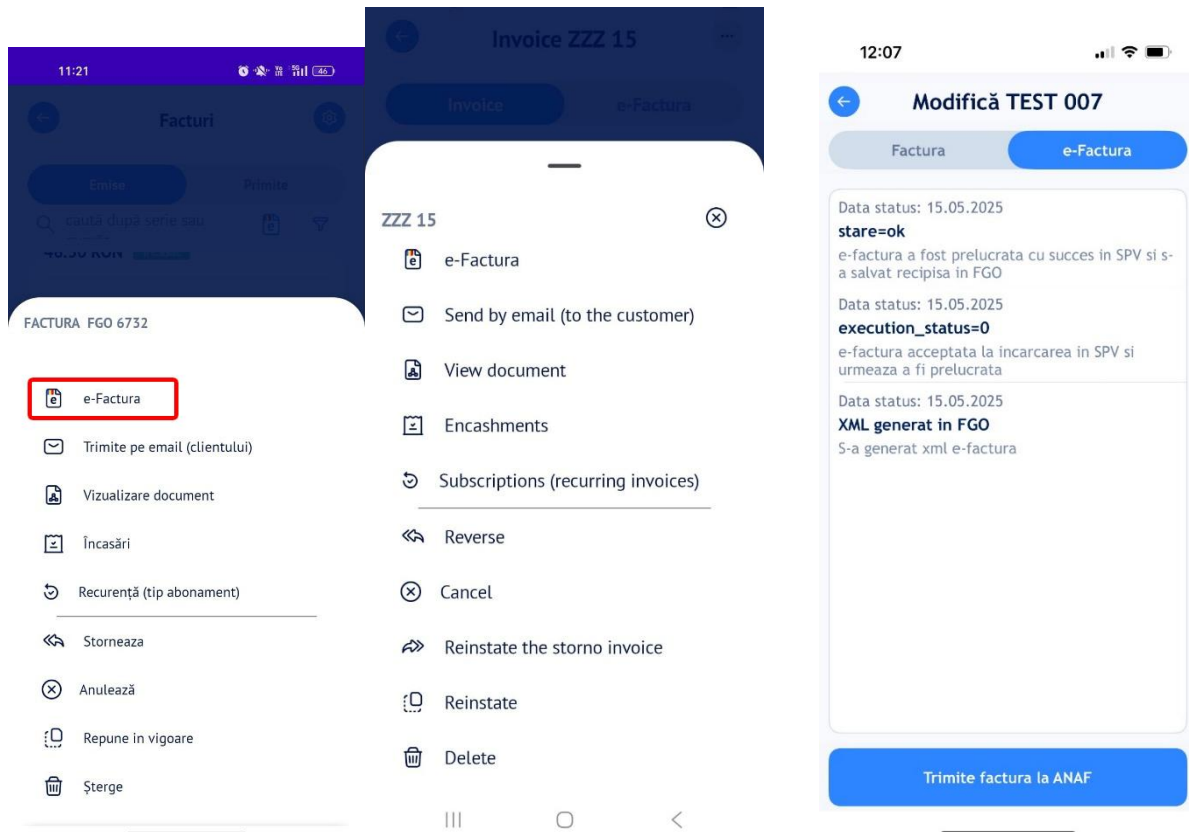 11:21
46
Facturi
Emise
Primite
caută după serie sau
FACTURA FGO 6732
e-Factura
Trimite pe email (clientului)
Vizualizare document
Încasări
Recurență (tip abonament)
Storneaza
Anulează
Repune in vigoare
Șterge
Invoice ZZZ 15
Invoice
e-Factura
ZZZ 15
e-Factura
Send by email (to the customer)
View document
Encashments
Subscriptions (recurring invoices)
Reverse
Cancel
Reinstate the storno invoice
Reinstate
Delete
12:07
Modifică TEST 007
Factura
e-Factura
Data status: 15.05.2025
stare=ok
e-factura a fost prelucrata cu succes in SPV si s-
a salvat recipisa in FGO
Data status: 15.05.2025
execution_status=0
e-factura acceptata la incarcarea in SPV si
urmeaza a fi prelucrata
Data status: 15.05.2025
XML generat in FGO
S-a generat xml e-factura
Trimite factura la ANAF